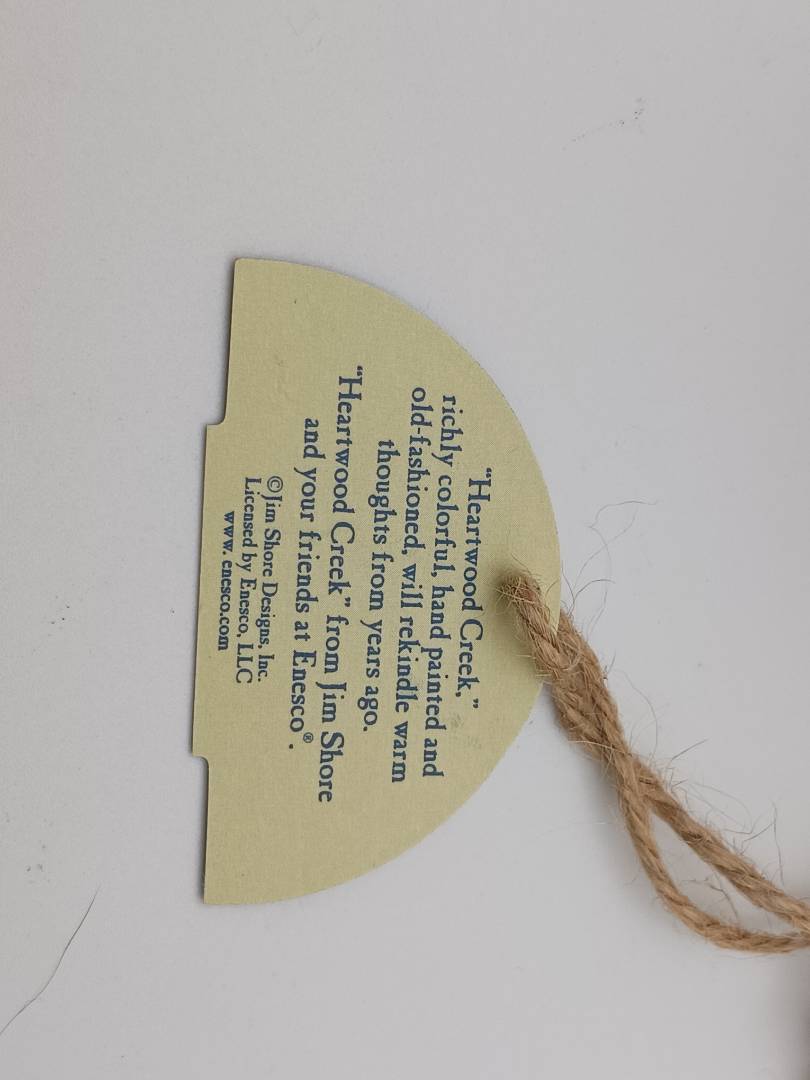 “Heartwood Creek,”
richly colorful, hand painted and
old-fashioned, will rekindle warm
thoughts from years ago.
“Heartwood Creek” from Jim Shore
and your friends at Enesco®.
©Jim Shore Designs, Inc.
Licensed by Enesco, LLC
www. enesco.com